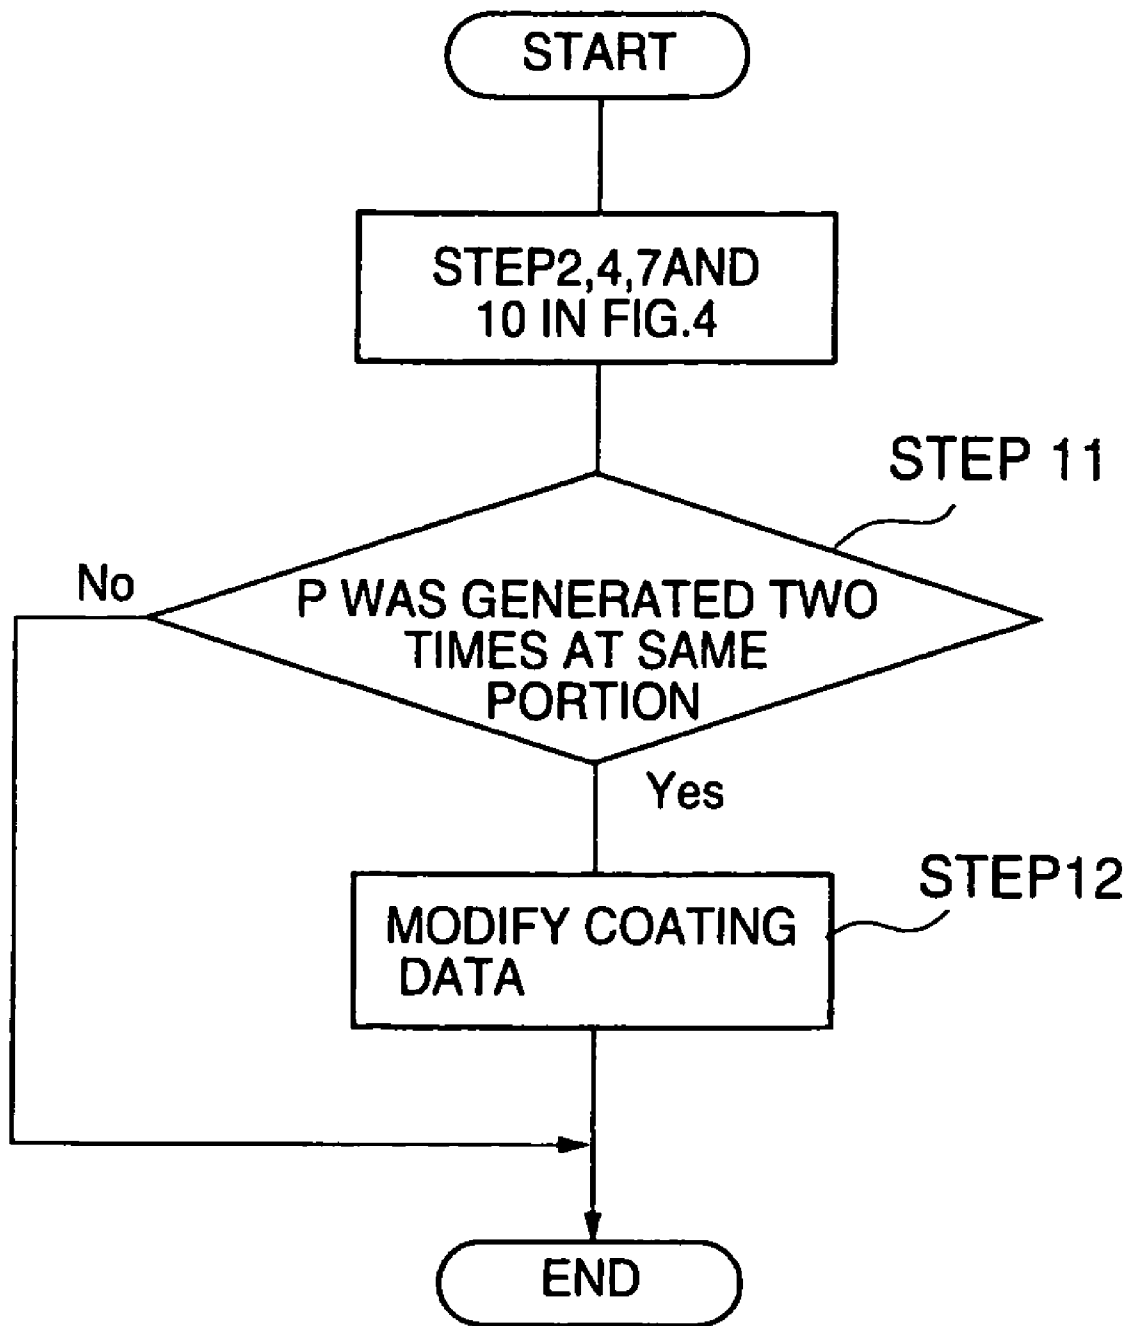 START
STEP2,4,7AND
10 IN FIG.4
STEP 11
No
P WAS GENERATED TWO
TIMES AT SAME
PORTION
Yes
STEP12
MODIFY COATING
DATA
END